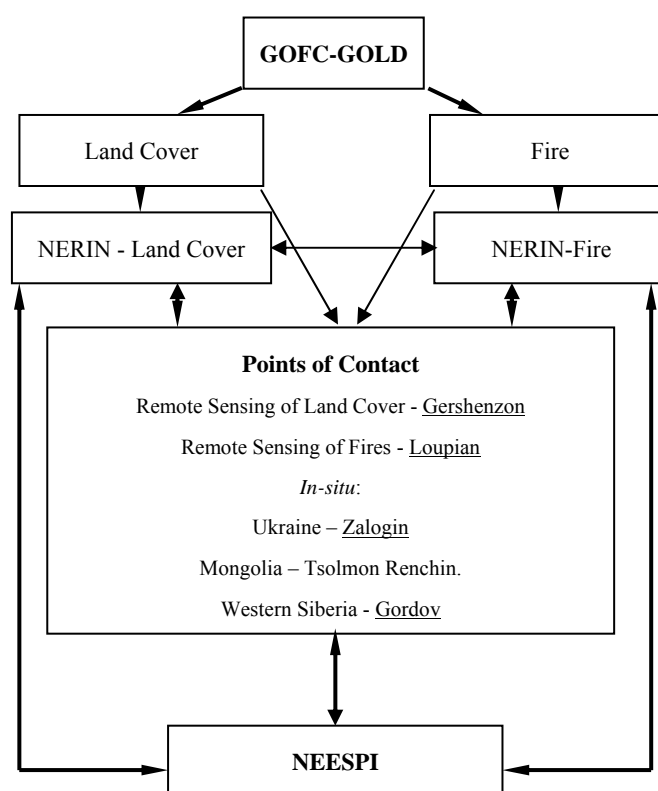 GOFC-GOLD
Land Cover
Fire
NERIN - Land Cover
NERIN-Fire
Points of Contact
Remote Sensing of Land Cover - Gershenzon
Remote Sensing of Fires - Loupian
In-situ:
Ukraine – Zalogin
Mongolia – Tsolmon Renchin.
Western Siberia - Gordov
NEESPI